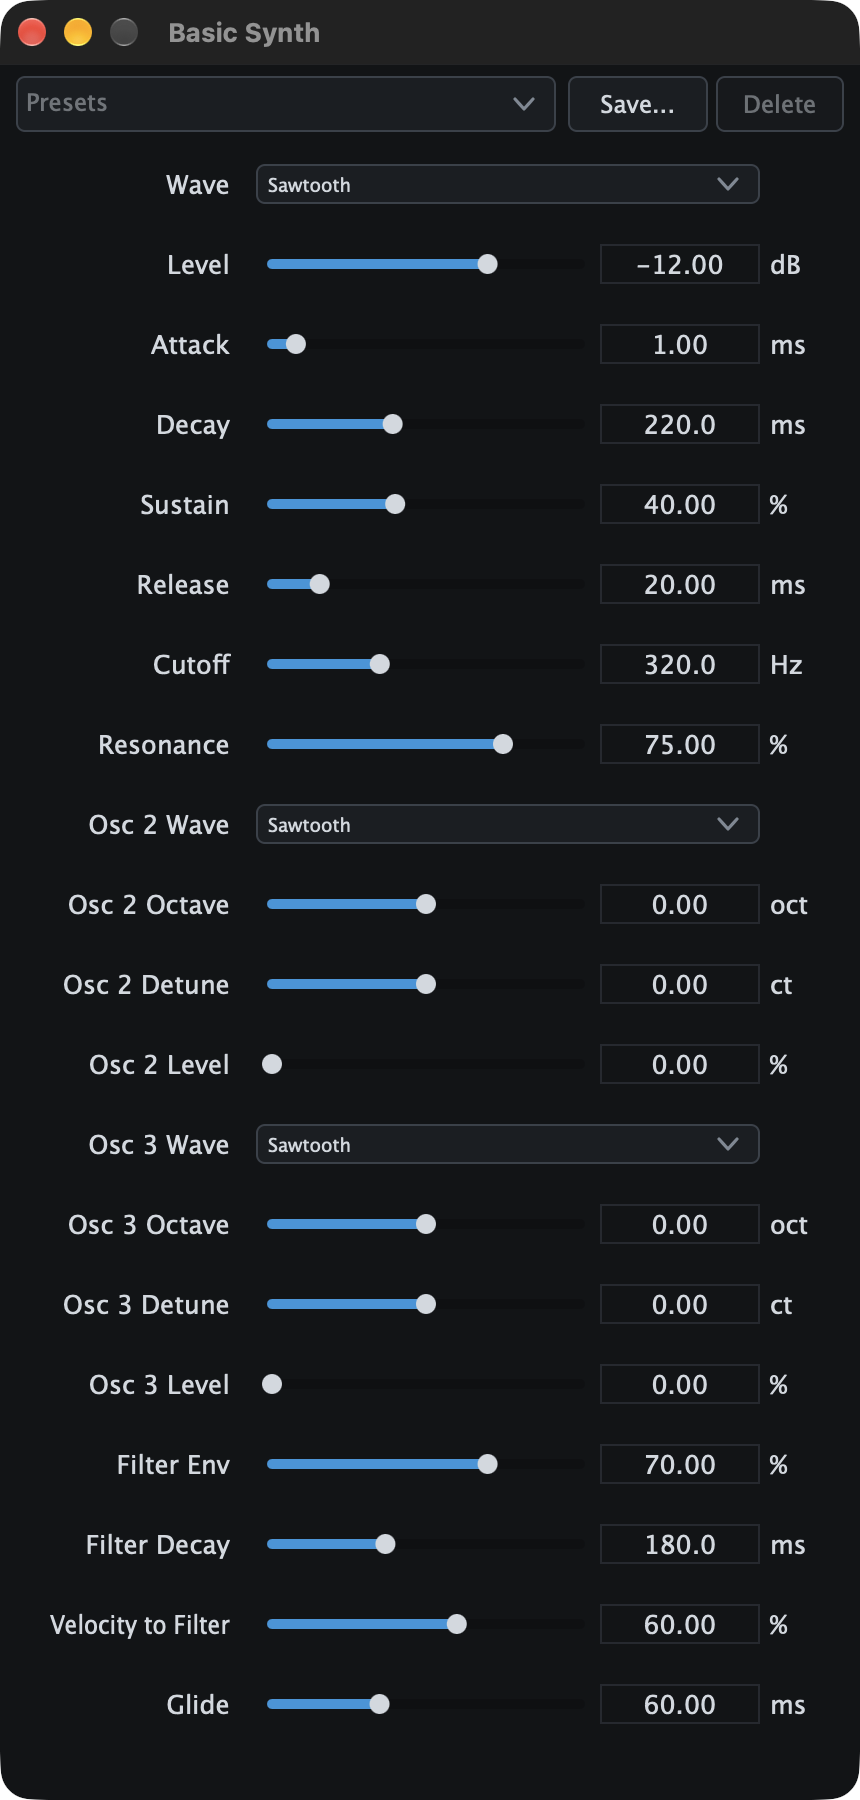 Basic Synth
Presets Save... Delete
Wave Sawtooth
Level −12.00 dB
Attack 1.00 ms
Decay 220.0 ms
Sustain 40.00 %
Release 20.00 ms
Cutoff 320.0 Hz
Resonance 75.00 %
Osc 2 Wave Sawtooth
Osc 2 Octave 0.00 oct
Osc 2 Detune 0.00 ct
Osc 2 Level 0.00 %
Osc 3 Wave Sawtooth
Osc 3 Octave 0.00 oct
Osc 3 Detune 0.00 ct
Osc 3 Level 0.00 %
Filter Env 70.00 %
Filter Decay 180.0 ms
Velocity to Filter 60.00 %
Glide 60.00 ms